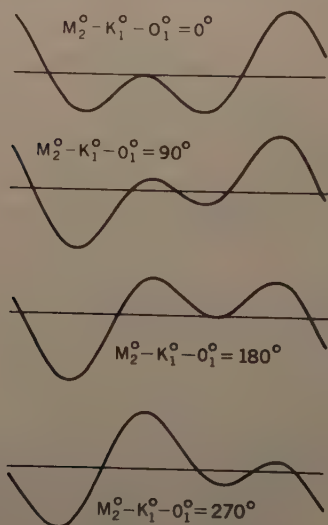 M₂° – K₁° – O₁° = 0°
M₂° – K₁° – O₁° = 90°
M₂° – K₁° – O₁° = 180°
M₂° – K₁° – O₁° = 270°